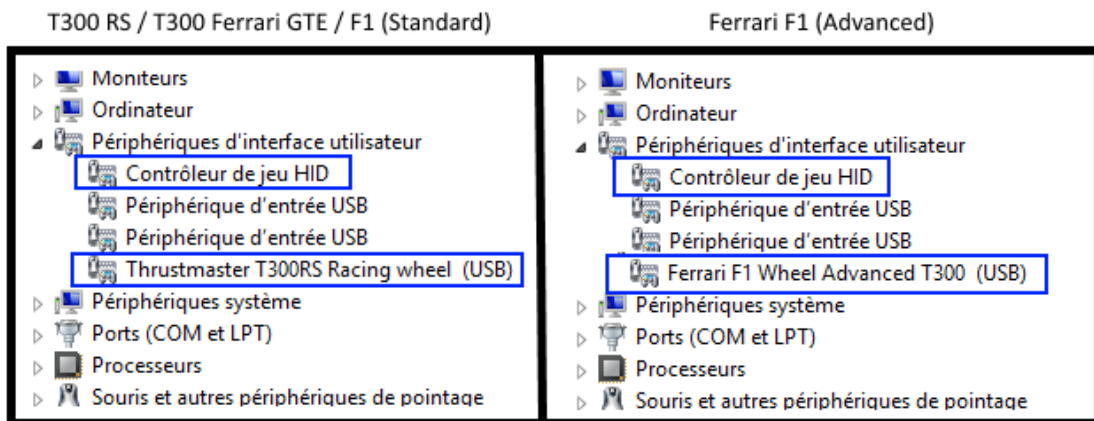 T300 RS / T300 Ferrari GTE / F1 (Standard)
Moniteurs
Ordinateur
Périphériques d'interface utilisateur
Contrôleur de jeu HID
Périphérique d'entrée USB
Périphérique d'entrée USB
Thrustmaster T300RS Racing wheel (USB)
Périphériques système
Ports (COM et LPT)
Processeurs
Souris et autres périphériques de pointage
Ferrari F1 (Advanced)
Moniteurs
Ordinateur
Périphériques d'interface utilisateur
Contrôleur de jeu HID
Périphérique d'entrée USB
Périphérique d'entrée USB
Ferrari F1 Wheel Advanced T300 (USB)
Périphériques système
Ports (COM et LPT)
Processeurs
Souris et autres périphériques de pointage